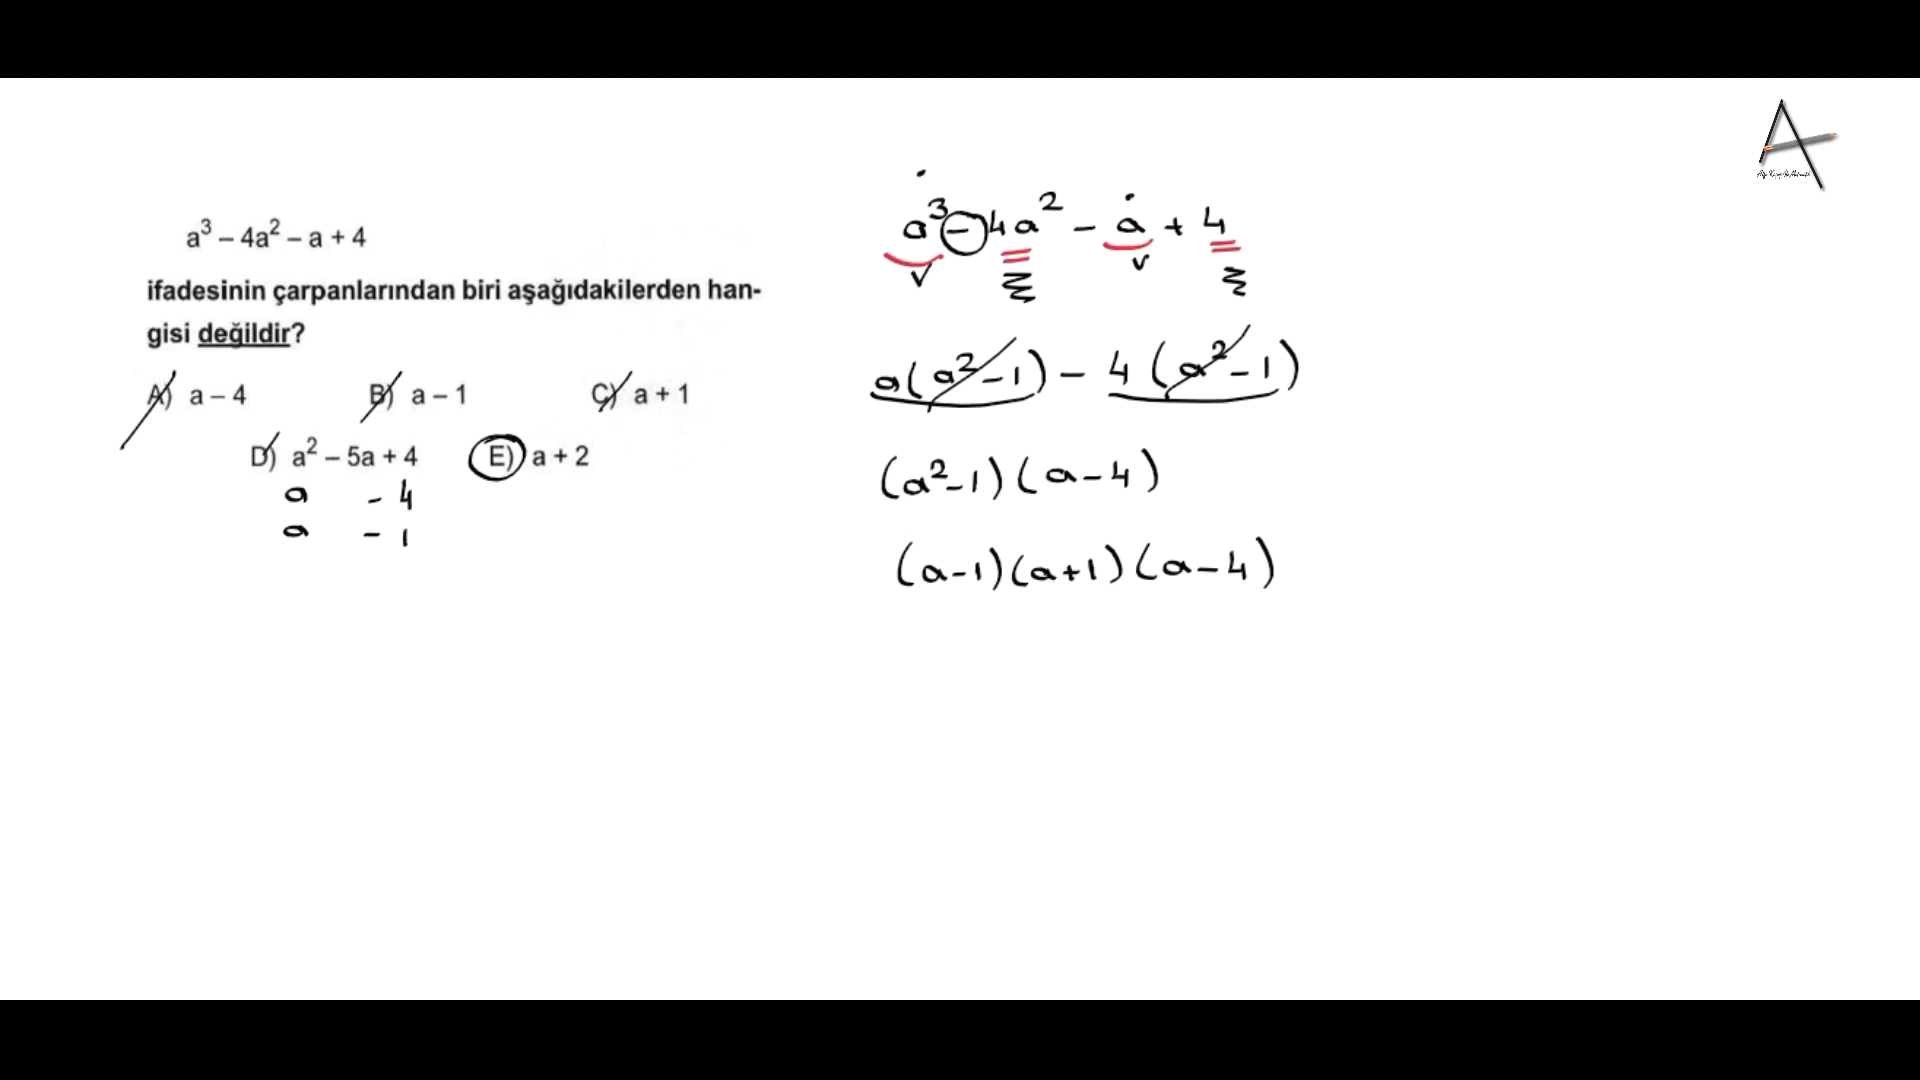 a³ – 4a² – a + 4
ifadesinin çarpanlarından biri aşağıdakilerden han-
gisi değildir?
A) a – 4 B) a – 1 C) a + 1
D) a² – 5a + 4 E) a + 2
a - 4
a - 1
a³ - 4a² - a + 4
a(a² - 1) - 4(a² - 1)
(a² - 1)(a - 4)
(a - 1)(a + 1)(a - 4)